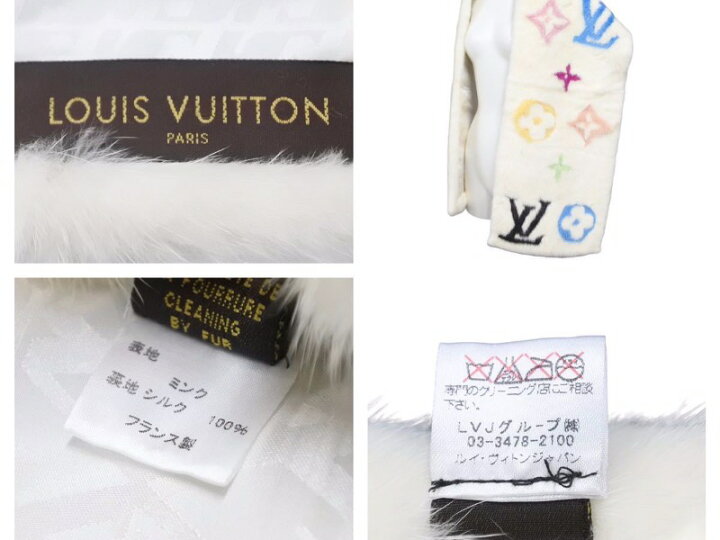 LOUIS VUITTON
PARIS
LV
LV
FOURRURE
CLEANING
BY FUR
表地 ミンク
裏地 シルク 100%
フランス製
専門のクリーニング店にご相談
下さい。
LVJグループ㈱
03-3478-2100
ルイ・ヴィトンジャパン